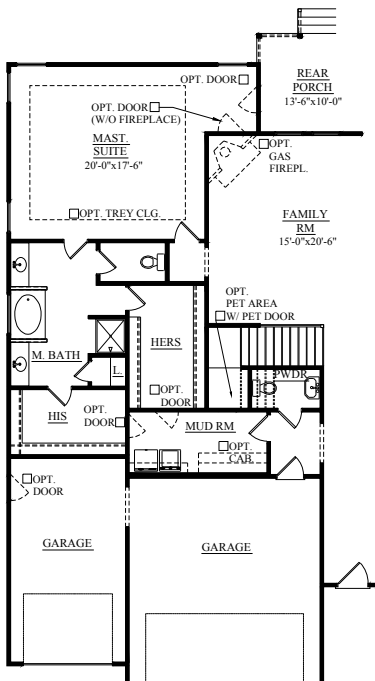 REAR
PORCH
13'-6"x10'-0"
OPT. DOOR
OPT. DOOR
(W/O FIREPLACE)
MAST.
SUITE
20'-0"x17'-6"
OPT.
GAS
FIREPL.
OPT. TREY CLG.
FAMILY
RM
15'-0"x20'-6"
OPT.
PET AREA
W/ PET DOOR
M. BATH
HERS
L.
PWDR
OPT.
DOOR
HIS
OPT.
DOOR
MUD RM
OPT.
CAB.
OPT.
DOOR
GARAGE
GARAGE